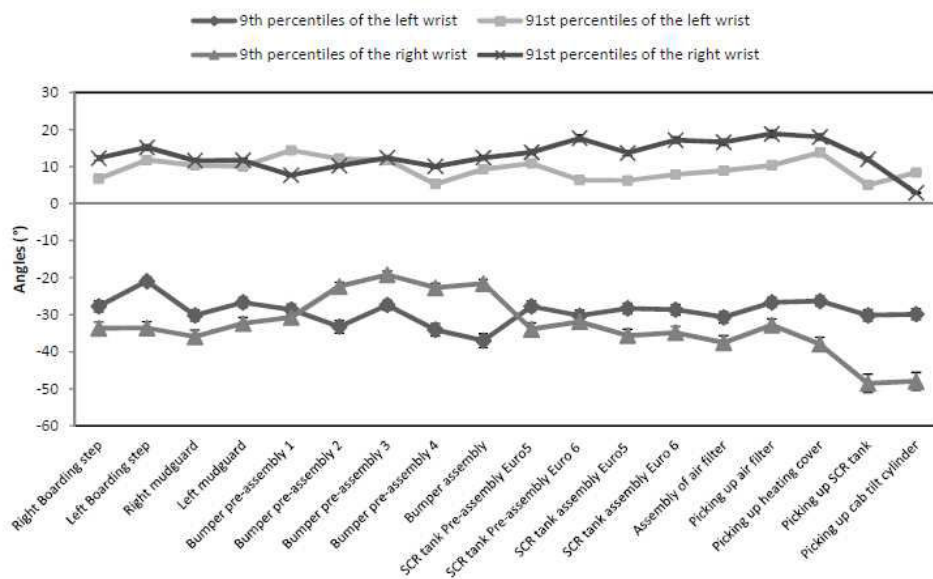 9th percentiles of the left wrist
91st percentiles of the left wrist
9th percentiles of the right wrist
91st percentiles of the right wrist
30
20
10
0
-10
-20
-30
-40
-50
-60
Angles (°)
Right Boarding step
Left Boarding step
Right mudguard
Left mudguard
Bumper pre-assembly 1
Bumper pre-assembly 2
Bumper pre-assembly 3
Bumper pre-assembly 4
Bumper assembly
SCR tank Pre-assembly Euro5
SCR tank Pre-assembly Euro 6
SCR tank assembly Euro5
SCR tank assembly Euro 6
Assembly of air filter
Picking up air filter
Picking up heating cover
Picking up SCR tank
Picking up cab tilt cylinder